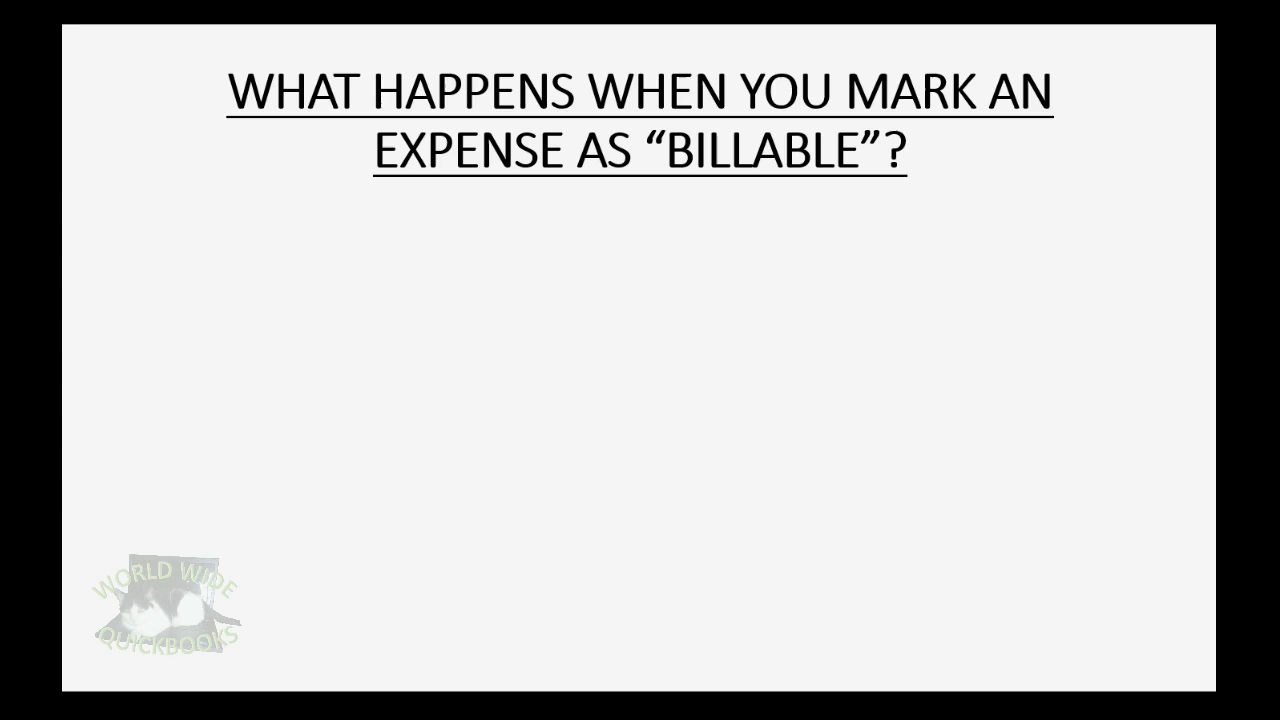 WHAT HAPPENS WHEN YOU MARK AN
EXPENSE AS “BILLABLE”?
WORLD WIDE
QUICKBOOKS